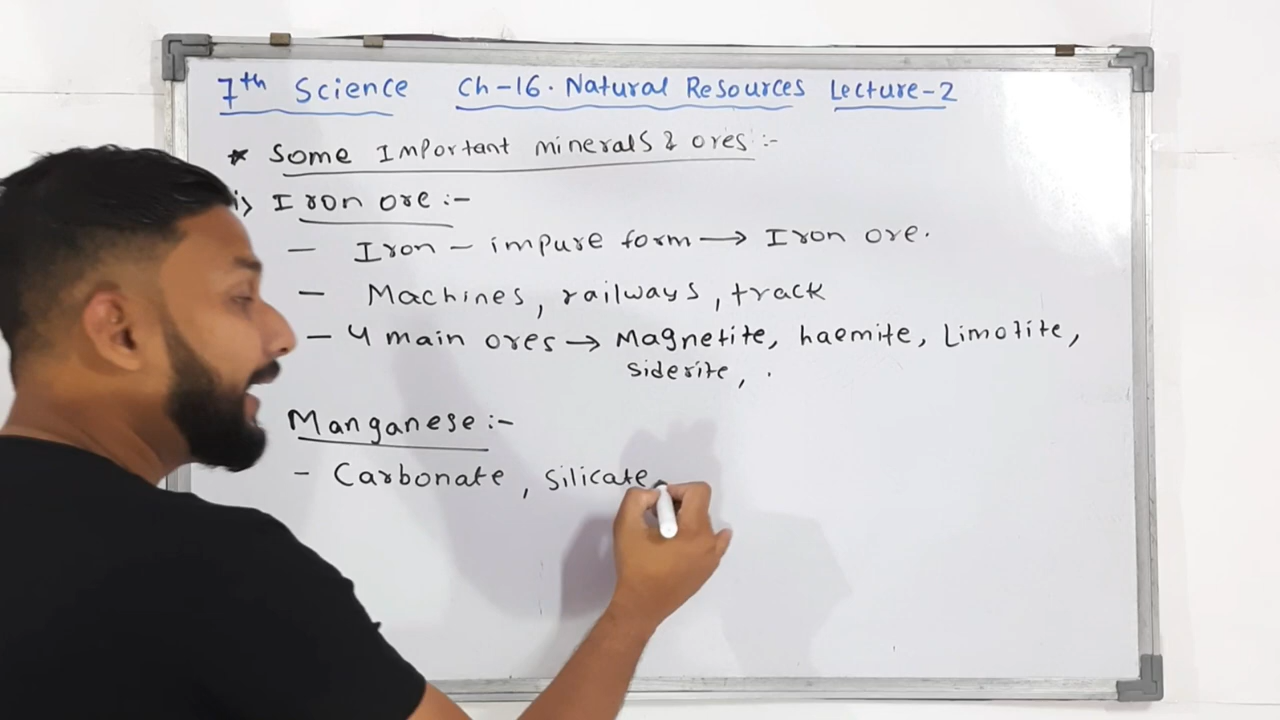 7th Science Ch-16. Natural Resources Lecture-2
* Some Important minerals & ores :-
i> Iron ore :-
- Iron - impure form → Iron ore.
- Machines, railways, track
- 4 main ores → Magnetite, haemite, Limotite,
siderite, .
Manganese :-
- Carbonate, Silicate